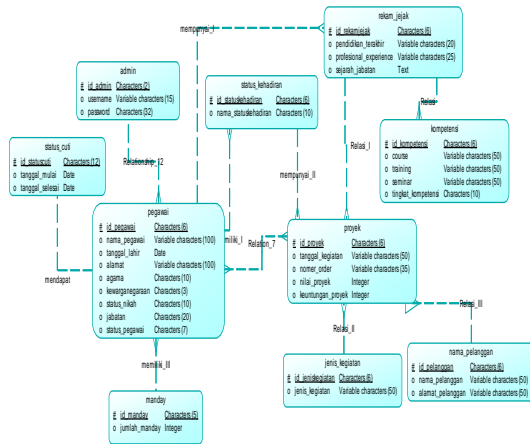 rekam_jejak
# id_rekamjejak Characters (6)
o pendidikan_terakhir Variable characters (20)
o profesional_experience Variable characters (25)
o sejarah_jabatan Text
mempunyai_I
admin
# id_admin Characters (2)
o username Variable characters (15)
o password Characters (32)
status_kehadiran
# id_statuskehadiran Characters (6)
o nama_statuskehadiran Characters (10)
Relasi
kompetensi
# id_kompetensi Characters (6)
o course Variable characters (50)
o training Variable characters (50)
o seminar Variable characters (50)
o tingkat_kompetensi Characters (10)
status_cuti
# id_statuscuti Characters (12)
o tanggal_mulai Date
o tanggal_selesai Date
Relationship_12
Relasi_I
mempunyai_II
mendapat
pegawai
# id_pegawai Characters (6)
o nama_pegawai Variable characters (100)
o tanggal_lahir Date
o alamat Variable characters (100)
o agama Characters (10)
o kewarganegaraan Characters (3)
o status_nikah Characters (10)
o jabatan Characters (20)
o status_pegawai Characters (7)
miliki_I
Relation_7
proyek
# id_proyek Characters (6)
o tanggal_kegiatan Variable characters (50)
o nomer_order Variable characters (35)
o nilai_proyek Integer
o keuntungan_proyek Integer
Relasi_II
Relasi_III
memiliki_III
jenis_kegiatan
# id_jeniskegiatan Characters (6)
o jenis_kegiatan Variable characters (50)
nama_pelanggan
# id_pelanggan Characters (6)
o nama_pelanggan Variable characters (50)
o alamat_pelanggan Variable characters (50)
manday
# id_manday Characters (5)
o jumlah_manday Integer